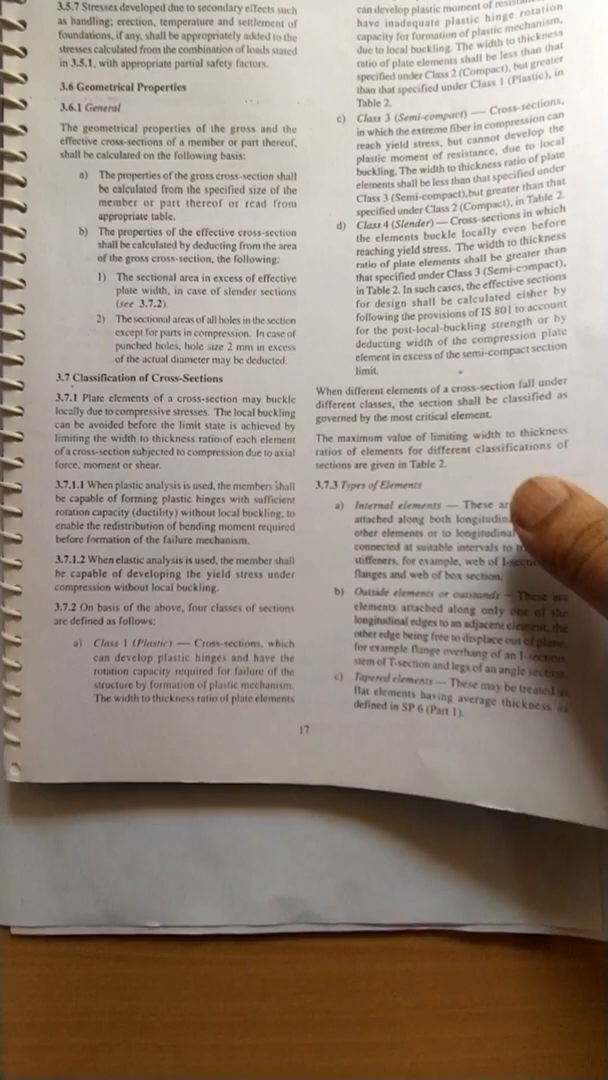 3.5.7 Stresses developed due to secondary effects such
as handling; erection, temperature and settlement of
foundations, if any, shall be appropriately added to the
stresses calculated from the combination of loads stated
in 3.5.1, with appropriate partial safety factors.
3.6 Geometrical Properties
3.6.1 General
The geometrical properties of the gross and the
effective cross-sections of a member or part thereof,
shall be calculated on the following basis:
a) The properties of the gross cross-section shall
be calculated from the specified size of the
member or part thereof or read from
appropriate table.
b) The properties of the effective cross-section
shall be calculated by deducting from the area
of the gross cross-section, the following:
1) The sectional area in excess of effective
plate width, in case of slender sections
(see 3.7.2).
2) The sectional areas of all holes in the section
except for parts in compression. In case of
punched holes, hole size 2 mm in excess
of the actual diameter may be deducted.
3.7 Classification of Cross-Sections
3.7.1 Plate elements of a cross-section may buckle
locally due to compressive stresses. The local buckling
can be avoided before the limit state is achieved by
limiting the width to thickness ratio of each element
of a cross-section subjected to compression due to axial
force, moment or shear.
3.7.1.1 When plastic analysis is used, the members shall
be capable of forming plastic hinges with sufficient
rotation capacity (ductility) without local buckling, to
enable the redistribution of bending moment required
before formation of the failure mechanism.
3.7.1.2 When elastic analysis is used, the member shall
be capable of developing the yield stress under
compression without local buckling.
3.7.2 On basis of the above, four classes of sections
are defined as follows:
a) Class 1 (Plastic) — Cross-sections, which
can develop plastic hinges and have the
rotation capacity required for failure of the
structure by formation of plastic mechanism.
The width to thickness ratio of plate elements
can develop plastic moment of
have inadequate plastic hinge rotation
capacity for formation of plastic mechanism,
due to local buckling. The width to thickness
ratio of plate elements shall be less than that
specified under Class 2 (Compact), but greater
than that specified under Class 1 (Plastic), in
Table 2.
c) Class 3 (Semi-compact) — Cross-sections,
in which the extreme fiber in compression can
reach yield stress, but cannot develop the
plastic moment of resistance, due to local
buckling. The width to thickness ratio of plate
elements shall be less than that specified under
Class 3 (Semi-compact),but greater than that
specified under Class 2 (Compact), in Table 2.
d) Class 4 (Slender) — Cross-sections in which
the elements buckle locally even before
reaching yield stress. The width to thickness
ratio of plate elements shall be greater than
that specified under Class 3 (Semi-compact),
in Table 2. In such cases, the effective sections
for design shall be calculated either by
following the provisions of IS 801 to account
for the post-local-buckling strength or by
deducting width of the compression plate
element in excess of the semi-compact section
limit.
When different elements of a cross-section fall under
different classes, the section shall be classified as
governed by the most critical element.
The maximum value of limiting width to thickness
ratios of elements for different classifications of
sections are given in Table 2.
3.7.3 Types of Elements
a) Internal elements — These
attached along both
other elements or to longitudinal
connected at suitable intervals to
stiffeners, for example, web of
flanges and web of box section.
b) Outside elements or outstands — These are
elements attached along only one of the
longitudinal edges to an adjacent element, the
other edge being free to displace out of plane,
for example flange overhang of an I-section,
stem of T-section and legs of an angle section.
c) Tapered elements — These may be treated as
flat elements having average thickness as
defined in SP 6 (Part 1).
17